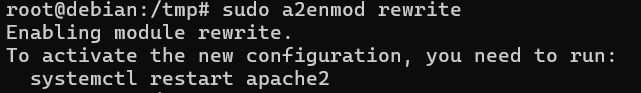 root@debian:/tmp# sudo a2enmod rewrite
Enabling module rewrite.
To activate the new configuration, you need to run:
  systemctl restart apache2